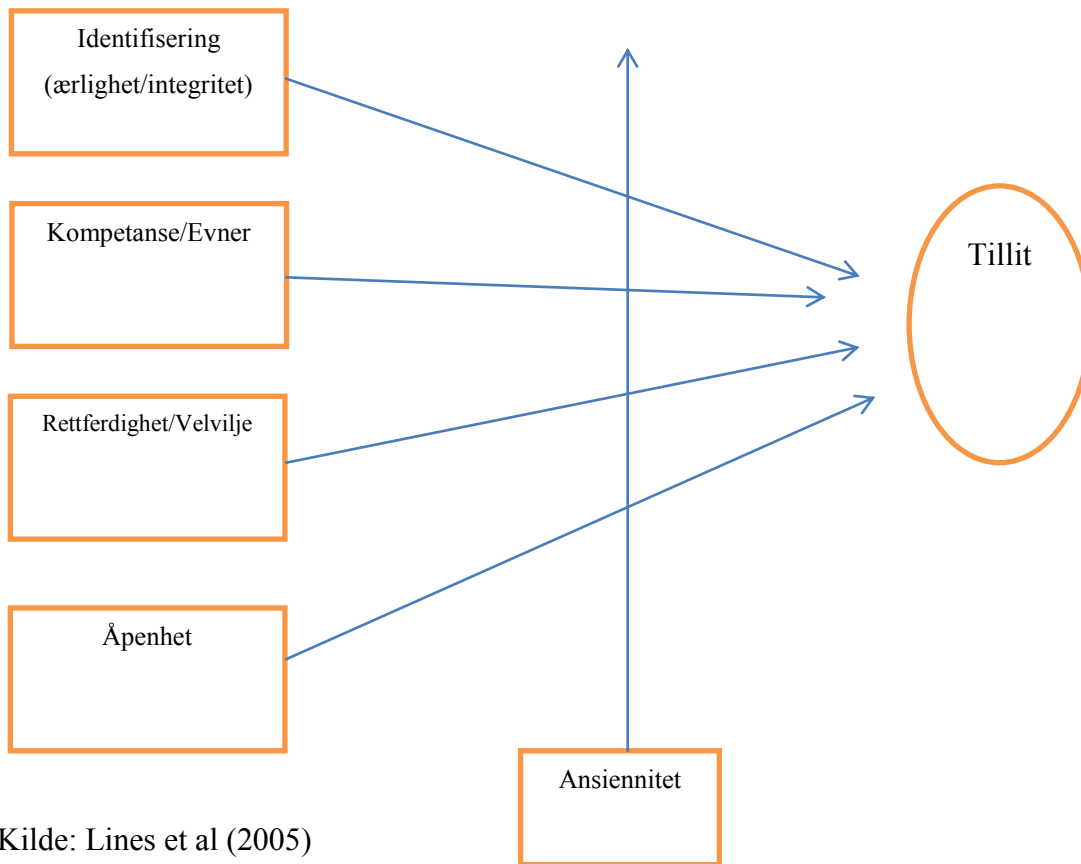 Identifisering
(ærlighet/integritet)
Kompetanse/Evner
Tillit
Rettferdighet/Velvilje
Åpenhet
Ansiennitet
Kilde: Lines et al (2005)